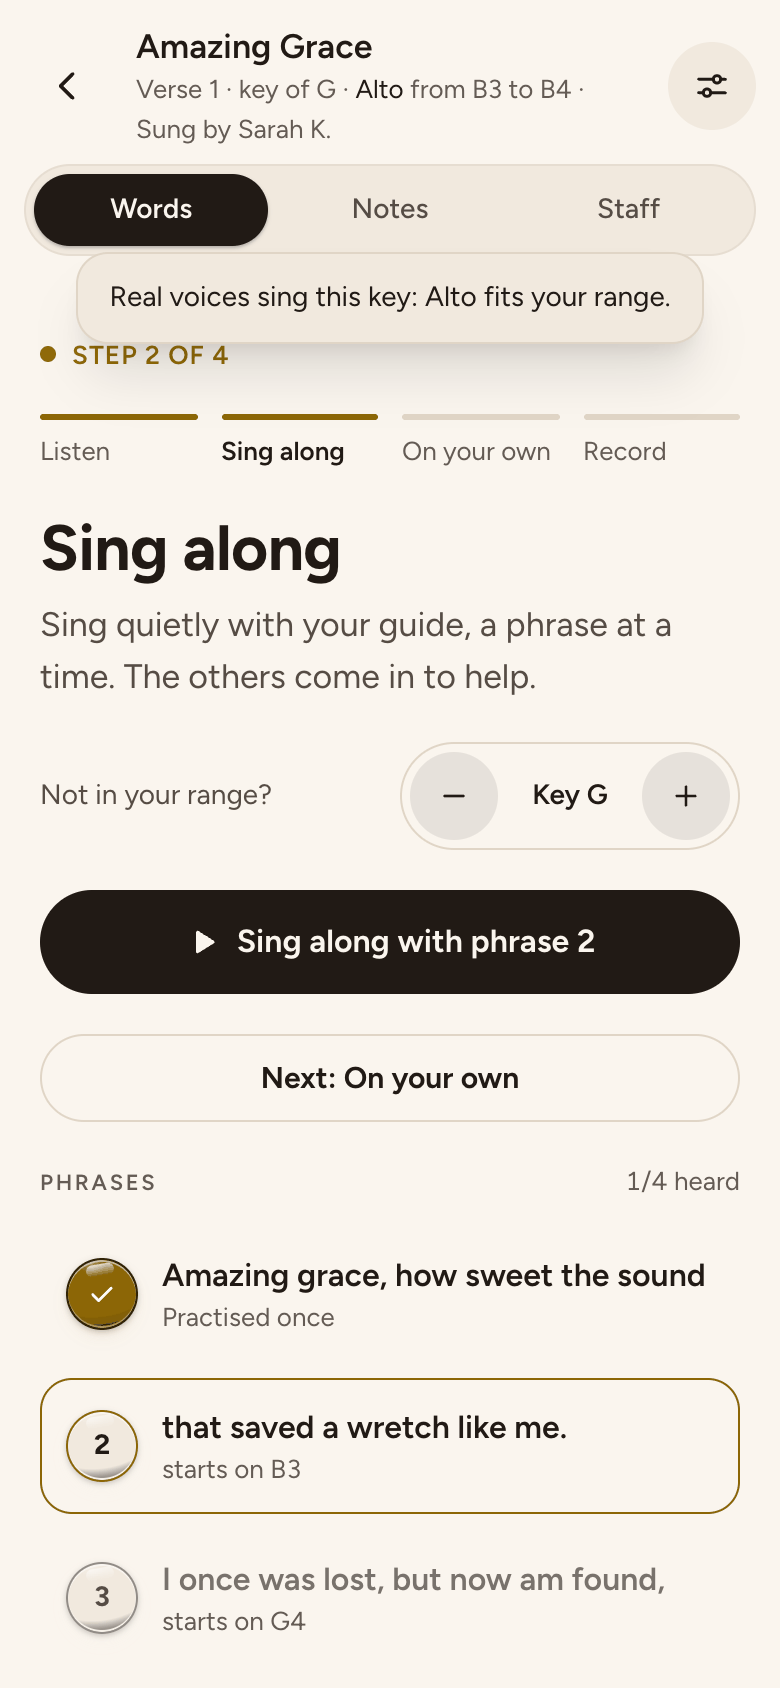 Amazing Grace
Verse 1 · key of G · Alto from B3 to B4 ·
Sung by Sarah K.
Words
Notes
Staff
Real voices sing this key: Alto fits your range.
STEP 2 OF 4
Listen
Sing along
On your own
Record
Sing along
Sing quietly with your guide, a phrase at a
time. The others come in to help.
Not in your range?
Key G
Sing along with phrase 2
Next: On your own
PHRASES
1/4 heard
Amazing grace, how sweet the sound
Practised once
2
that saved a wretch like me.
starts on B3
3
I once was lost, but now am found,
starts on G4